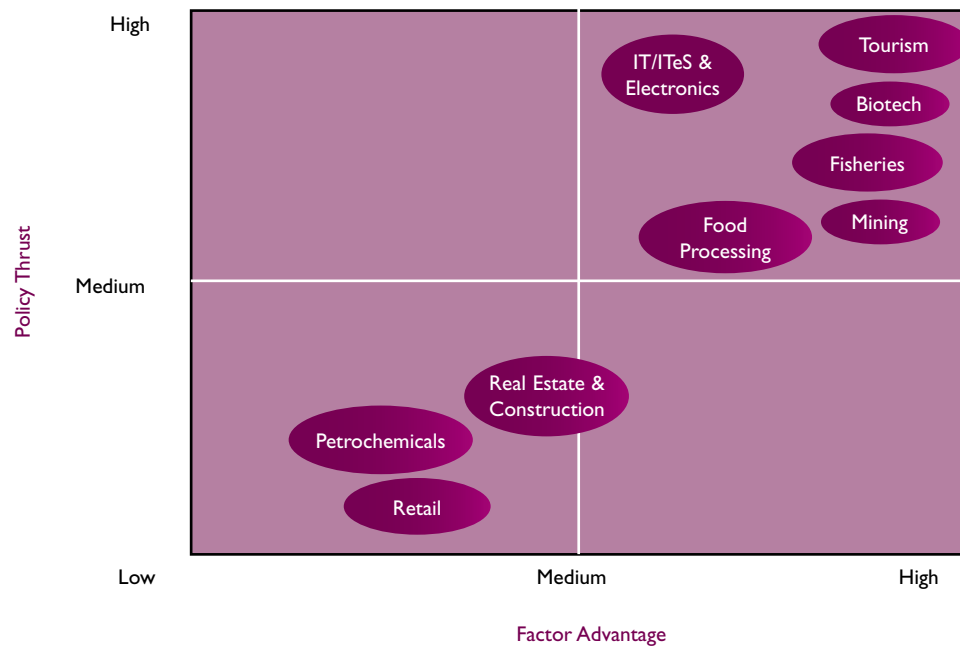 High
Tourism
IT/ITeS &
Electronics
Biotech
Fisheries
Mining
Food
Processing
Policy Thrust
Medium
Real Estate &
Construction
Petrochemicals
Retail
Low
Medium
High
Factor Advantage